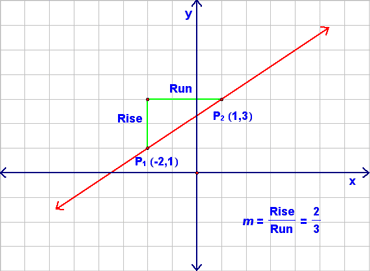 y
Run
Rise
P₂ (1,3)
P₁ (-2,1)
x
m = Rise/Run = 2/3